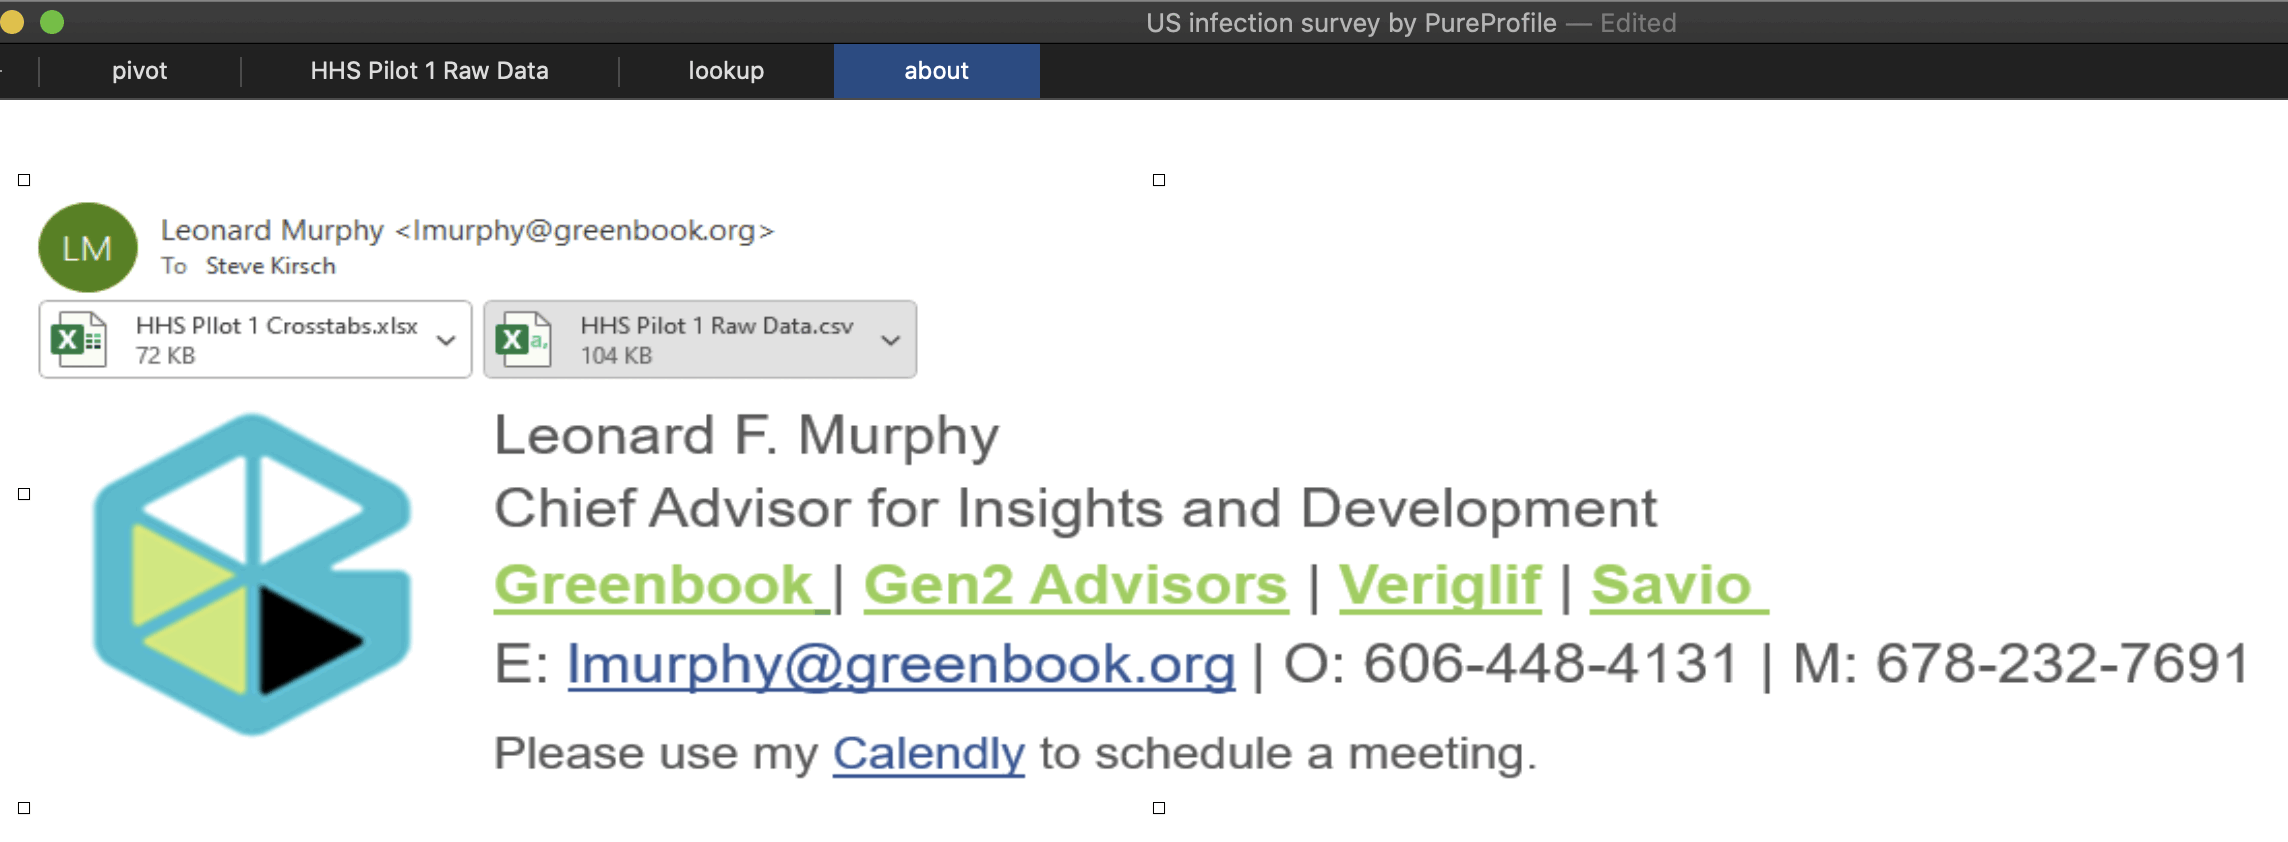 US infection survey by PureProfile — Edited
pivot HHS Pilot 1 Raw Data lookup about
LM
Leonard Murphy <lmurphy@greenbook.org>
To Steve Kirsch
HHS PIlot 1 Crosstabs.xlsx
72 KB
HHS Pilot 1 Raw Data.csv
104 KB
Leonard F. Murphy
Chief Advisor for Insights and Development
Greenbook | Gen2 Advisors | Veriglif | Savio
E: lmurphy@greenbook.org | O: 606-448-4131 | M: 678-232-7691
Please use my Calendly to schedule a meeting.